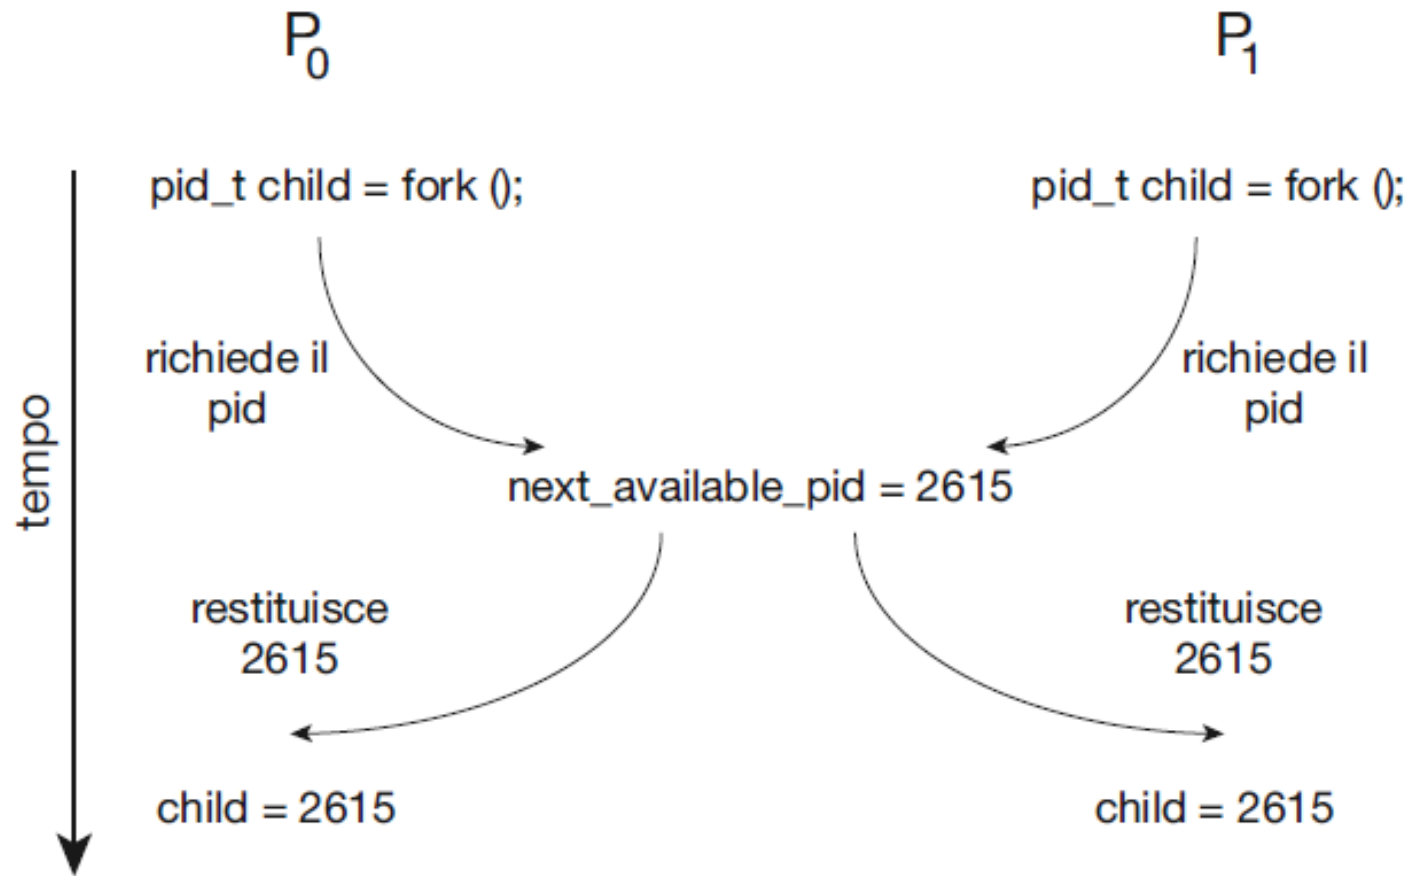 P0
P1
pid_t child = fork ();
pid_t child = fork ();
richiede il
pid
richiede il
pid
tempo
next_available_pid = 2615
restituisce
2615
restituisce
2615
child = 2615
child = 2615